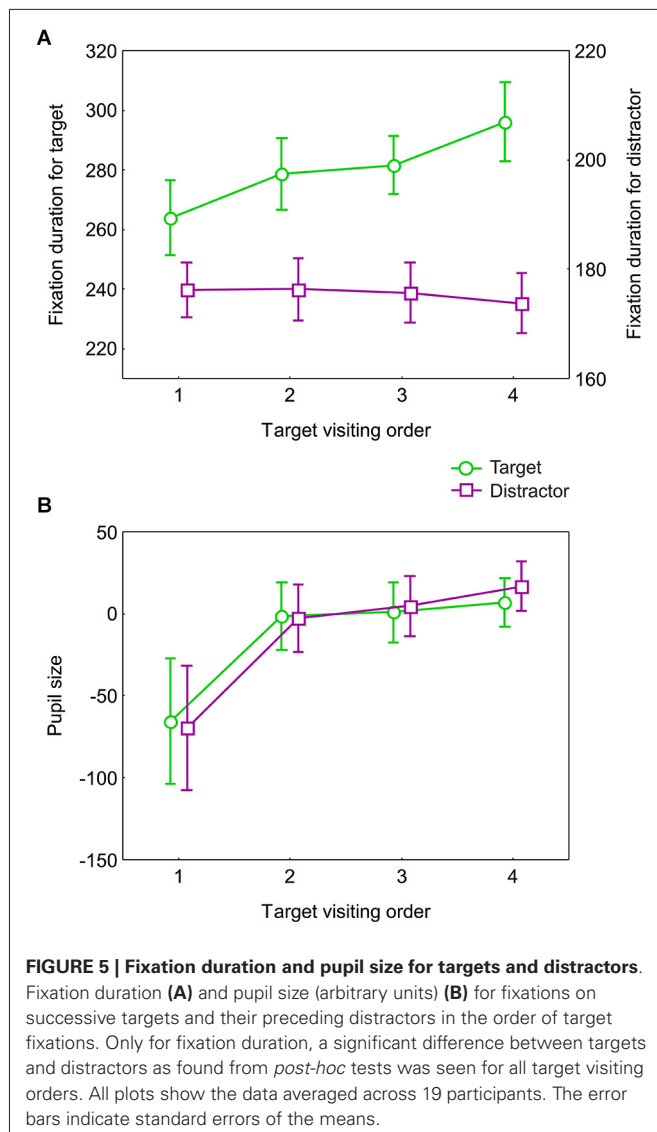 A
320
300
280
260
240
220
Fixation duration for target
220
200
180
160
Fixation duration for distractor
1 2 3 4
Target visiting order
Target
Distractor
B
50
0
-50
-100
-150
Pupil size
1 2 3 4
Target visiting order
FIGURE 5 | Fixation duration and pupil size for targets and distractors.
Fixation duration (A) and pupil size (arbitrary units) (B) for fixations on
successive targets and their preceding distractors in the order of target
fixations. Only for fixation duration, a significant difference between targets
and distractors as found from post-hoc tests was seen for all target visiting
orders. All plots show the data averaged across 19 participants. The error
bars indicate standard errors of the means.